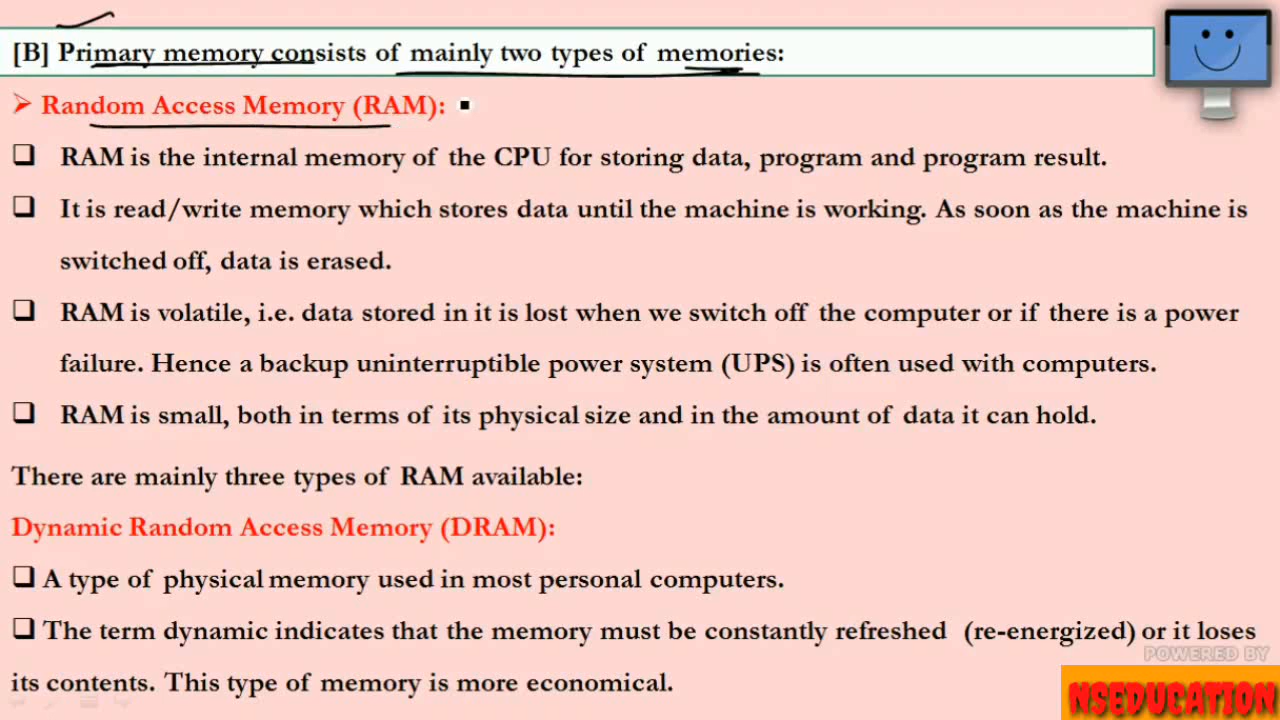 [B] Primary memory consists of mainly two types of memories:
Random Access Memory (RAM):
RAM is the internal memory of the CPU for storing data, program and program result.
It is read/write memory which stores data until the machine is working. As soon as the machine is
switched off, data is erased.
RAM is volatile, i.e. data stored in it is lost when we switch off the computer or if there is a power
failure. Hence a backup uninterruptible power system (UPS) is often used with computers.
RAM is small, both in terms of its physical size and in the amount of data it can hold.
There are mainly three types of RAM available:
Dynamic Random Access Memory (DRAM):
A type of physical memory used in most personal computers.
The term dynamic indicates that the memory must be constantly refreshed (re-energized) or it loses
its contents. This type of memory is more economical.
POWERED BY
NSEDUCATION